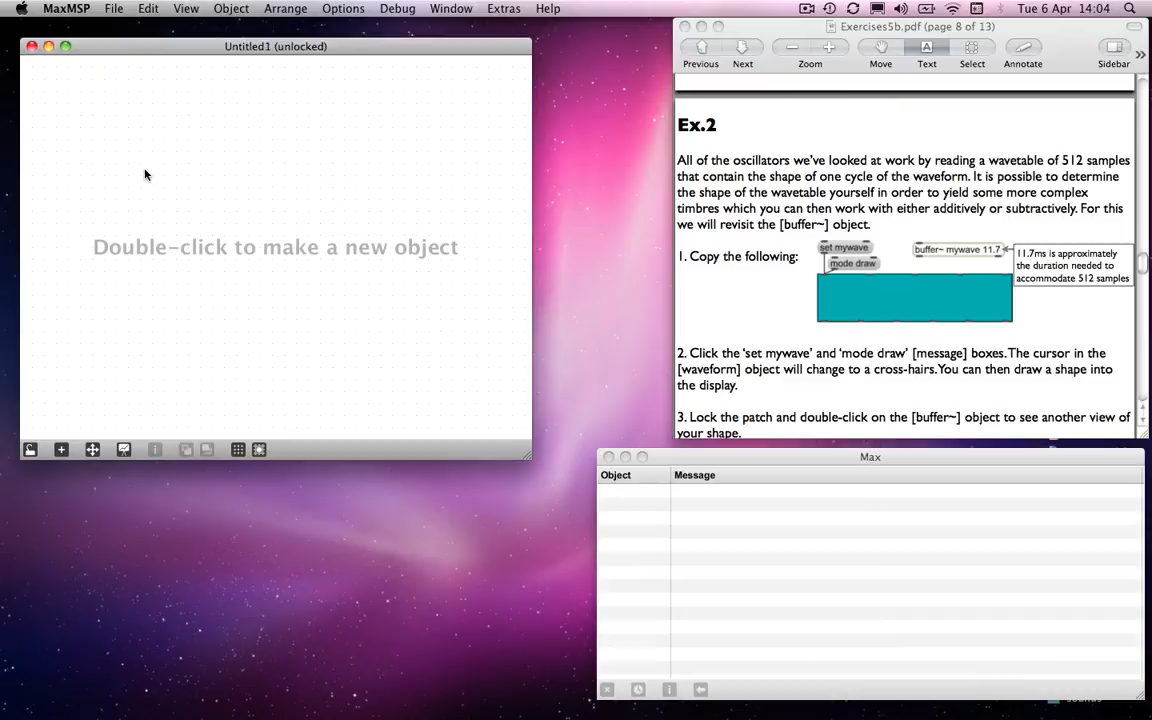 MaxMSP File Edit View Object Arrange Options Debug Window Extras Help
Tue 6 Apr 14:04
Untitled1 (unlocked)
Double-click to make a new object
Exercises5b.pdf (page 8 of 13)
Previous Next Zoom Move Text Select Annotate Sidebar
Ex.2
All of the oscillators we've looked at work by reading a wavetable of 512 samples
that contain the shape of one cycle of the waveform. It is possible to determine
the shape of the wavetable yourself in order to yield some more complex
timbres which you can then work with either additively or subtractively. For this
we will revisit the [buffer~] object.
1. Copy the following:
set mywave
mode draw
buffer~ mywave 11.7
11.7ms is approximately
the duration needed to
accommodate 512 samples
2. Click the 'set mywave' and 'mode draw' [message] boxes. The cursor in the
[waveform] object will change to a cross-hairs. You can then draw a shape into
the display.
3. Lock the patch and double-click on the [buffer~] object to see another view of
your shape.
Max
Object Message